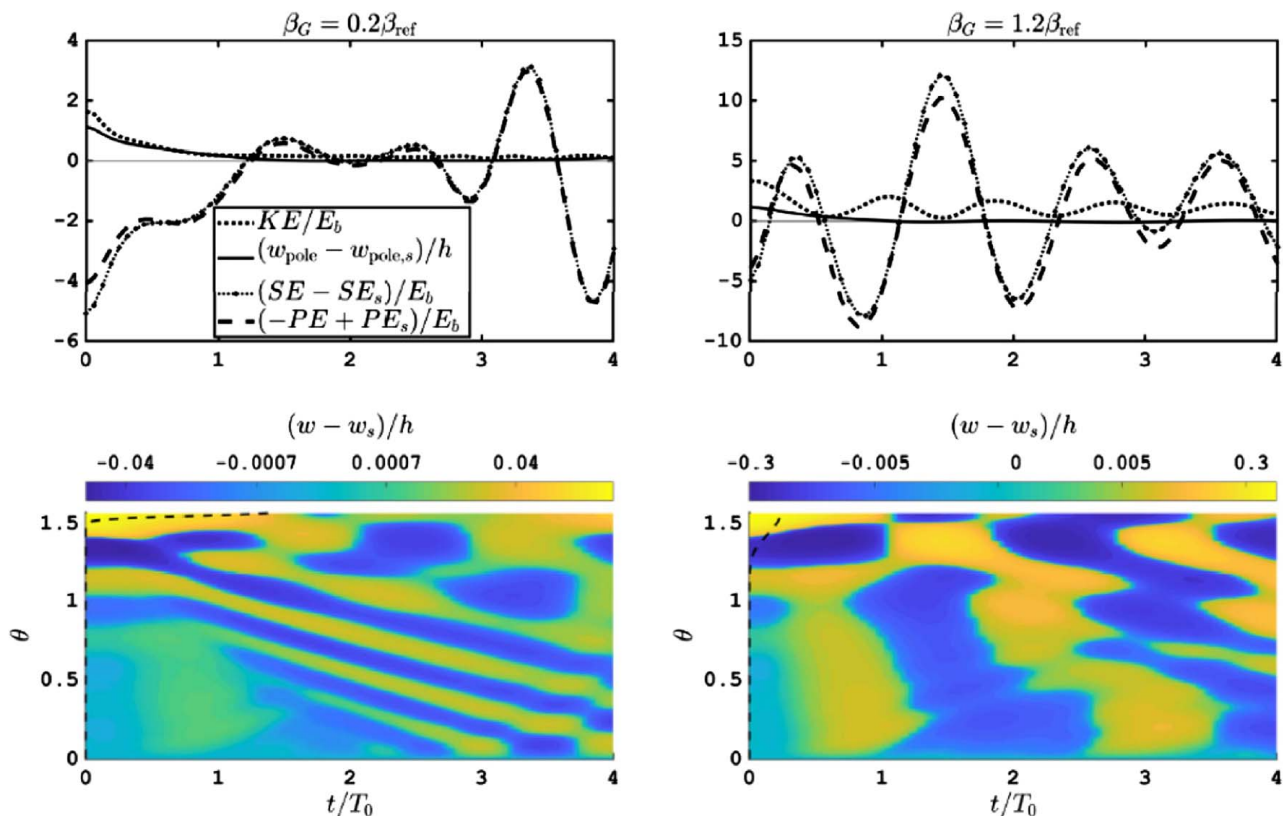 β_G = 0.2β_ref
4
2
0
-2
-4
-6
KE/E_b
(w_pole − w_pole,s)/h
(SE − SE_s)/E_b
(−PE + PE_s)/E_b
0 1 2 3 4
β_G = 1.2β_ref
15
10
5
0
-5
-10
0 1 2 3 4
(w − w_s)/h
-0.04 -0.0007 0.0007 0.04
θ
1.5
1
0.5
0
0 1 2 3 4
t/T_0
(w − w_s)/h
-0.3 -0.005 0 0.005 0.3
θ
1.5
1
0.5
0
0 1 2 3 4
t/T_0